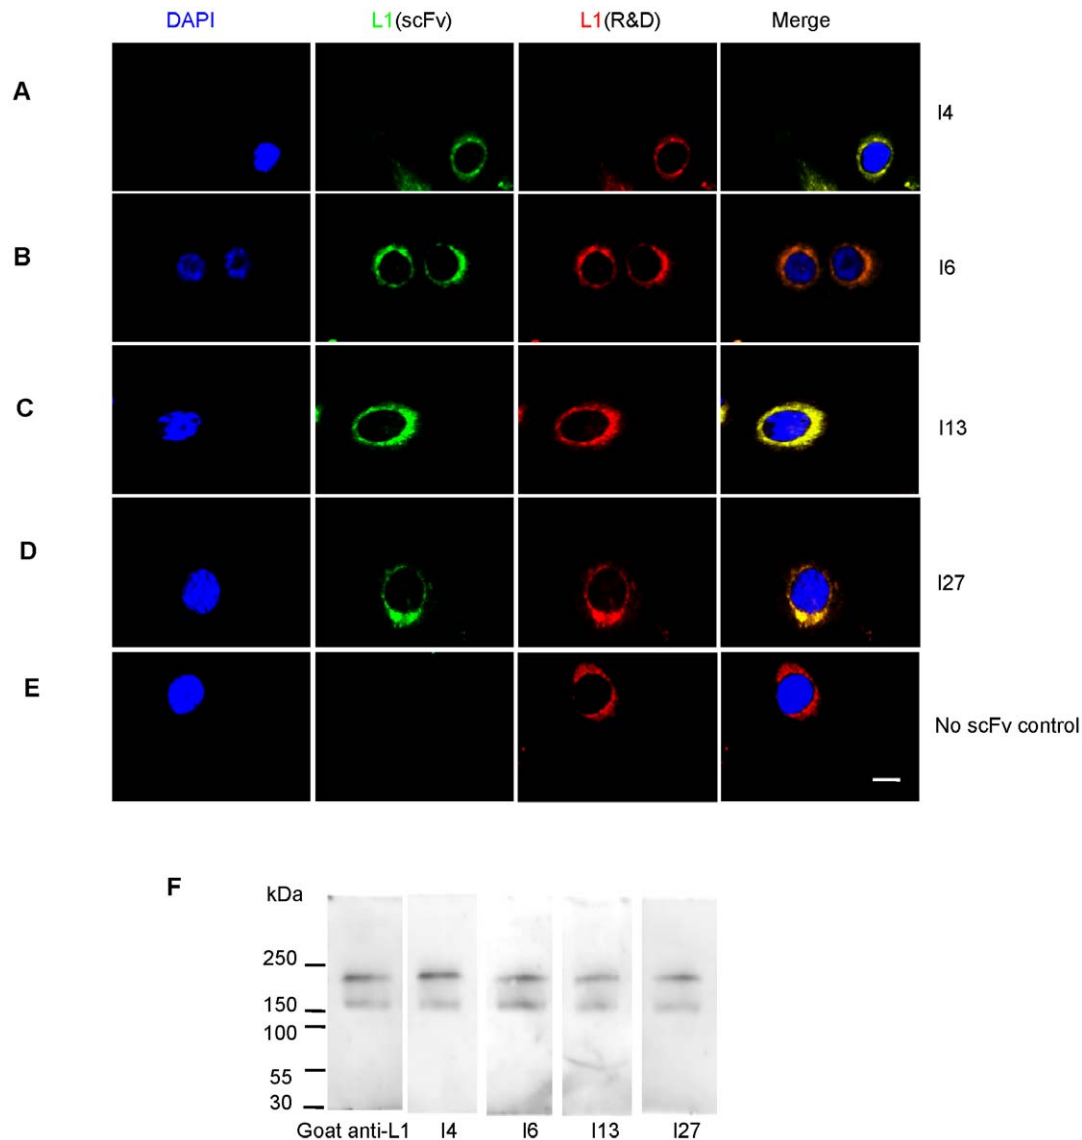 DAPI L1(scFv) L1(R&D) Merge
A I4
B I6
C I13
D I27
E
No scFv control
F
kDa
250
150
100
55
30
Goat anti-L1 I4 I6 I13 I27